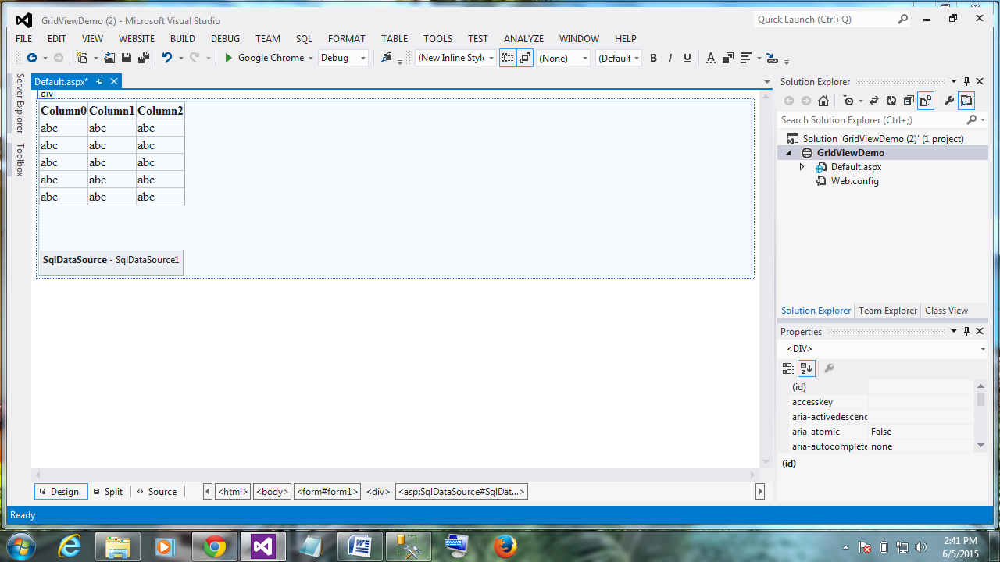 GridViewDemo (2) - Microsoft Visual Studio
Quick Launch (Ctrl+Q)
FILE EDIT VIEW WEBSITE BUILD DEBUG TEAM SQL FORMAT TABLE TOOLS TEST ANALYZE WINDOW HELP
Google Chrome Debug (New Inline Style (None) (Default B I U A
Server Explorer
Toolbox
Default.aspx*
div
Column0 Column1 Column2
abc abc abc
abc abc abc
abc abc abc
abc abc abc
abc abc abc
SqlDataSource - SqlDataSource1
Design Split Source <html> <body> <form#form1> <div> <asp:SqlDataSource#SqlDat...>
Solution Explorer
Search Solution Explorer (Ctrl+;)
Solution 'GridViewDemo (2)' (1 project)
GridViewDemo
Default.aspx
Web.config
Solution Explorer Team Explorer Class View
Properties
<DIV>
(id)
accesskey
aria-activedescend
aria-atomic False
aria-autocomplete none
(id)
Ready
2:41 PM
6/5/2015